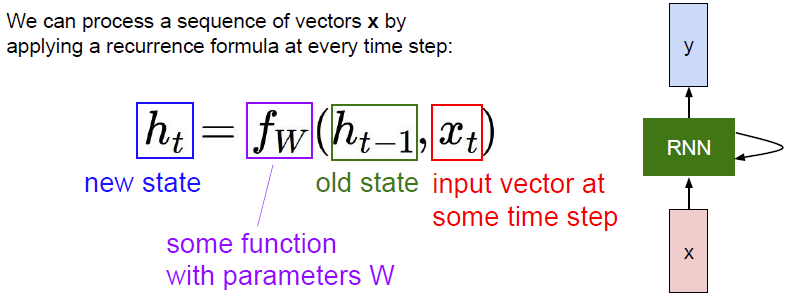 We can process a sequence of vectors x by
applying a recurrence formula at every time step:
h_t = f_W(h_{t-1}, x_t)
new state
old state
input vector at
some time step
some function
with parameters W
y
RNN
x